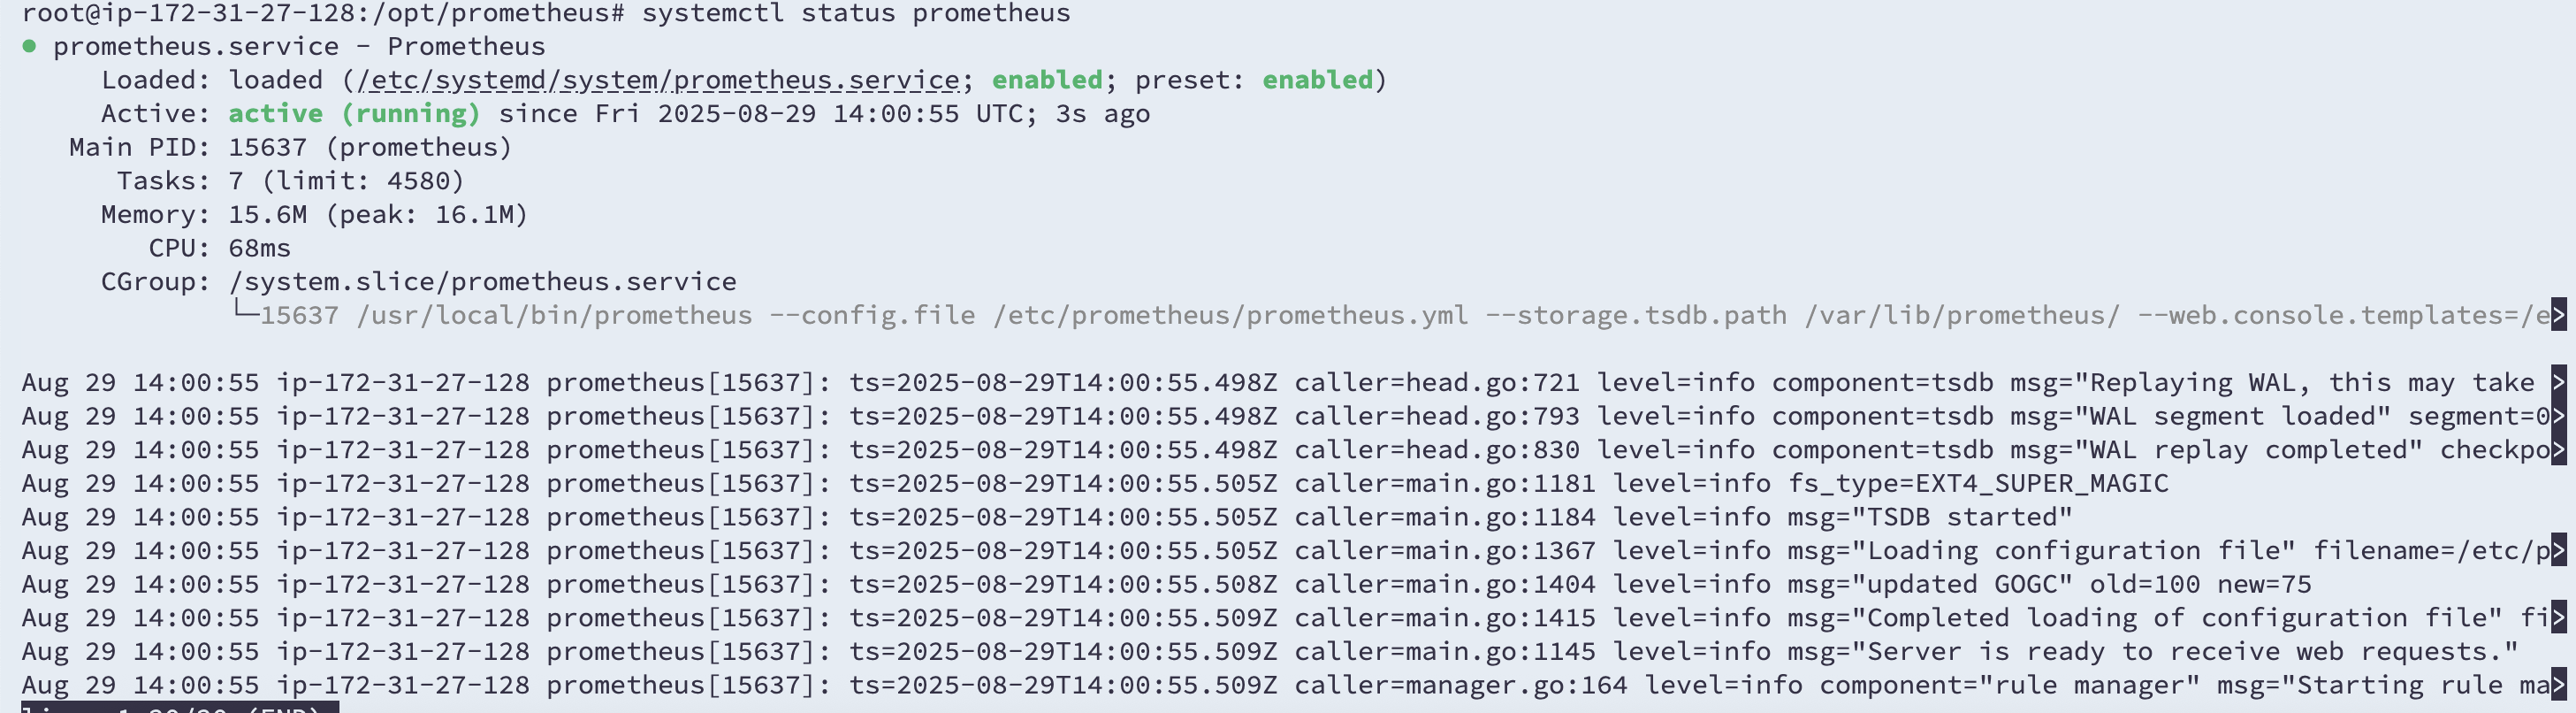 root@ip-172-31-27-128:/opt/prometheus# systemctl status prometheus
● prometheus.service - Prometheus
     Loaded: loaded (/etc/systemd/system/prometheus.service; enabled; preset: enabled)
     Active: active (running) since Fri 2025-08-29 14:00:55 UTC; 3s ago
   Main PID: 15637 (prometheus)
      Tasks: 7 (limit: 4580)
     Memory: 15.6M (peak: 16.1M)
        CPU: 68ms
     CGroup: /system.slice/prometheus.service
             └─15637 /usr/local/bin/prometheus --config.file /etc/prometheus/prometheus.yml --storage.tsdb.path /var/lib/prometheus/ --web.console.templates=/e>
Aug 29 14:00:55 ip-172-31-27-128 prometheus[15637]: ts=2025-08-29T14:00:55.498Z caller=head.go:721 level=info component=tsdb msg="Replaying WAL, this may take >
Aug 29 14:00:55 ip-172-31-27-128 prometheus[15637]: ts=2025-08-29T14:00:55.498Z caller=head.go:793 level=info component=tsdb msg="WAL segment loaded" segment=0>
Aug 29 14:00:55 ip-172-31-27-128 prometheus[15637]: ts=2025-08-29T14:00:55.498Z caller=head.go:830 level=info component=tsdb msg="WAL replay completed" checkpo>
Aug 29 14:00:55 ip-172-31-27-128 prometheus[15637]: ts=2025-08-29T14:00:55.505Z caller=main.go:1181 level=info fs_type=EXT4_SUPER_MAGIC
Aug 29 14:00:55 ip-172-31-27-128 prometheus[15637]: ts=2025-08-29T14:00:55.505Z caller=main.go:1184 level=info msg="TSDB started"
Aug 29 14:00:55 ip-172-31-27-128 prometheus[15637]: ts=2025-08-29T14:00:55.505Z caller=main.go:1367 level=info msg="Loading configuration file" filename=/etc/p>
Aug 29 14:00:55 ip-172-31-27-128 prometheus[15637]: ts=2025-08-29T14:00:55.508Z caller=main.go:1404 level=info msg="updated GOGC" old=100 new=75
Aug 29 14:00:55 ip-172-31-27-128 prometheus[15637]: ts=2025-08-29T14:00:55.509Z caller=main.go:1415 level=info msg="Completed loading of configuration file" fi>
Aug 29 14:00:55 ip-172-31-27-128 prometheus[15637]: ts=2025-08-29T14:00:55.509Z caller=main.go:1145 level=info msg="Server is ready to receive web requests."
Aug 29 14:00:55 ip-172-31-27-128 prometheus[15637]: ts=2025-08-29T14:00:55.509Z caller=manager.go:164 level=info component="rule manager" msg="Starting rule ma>